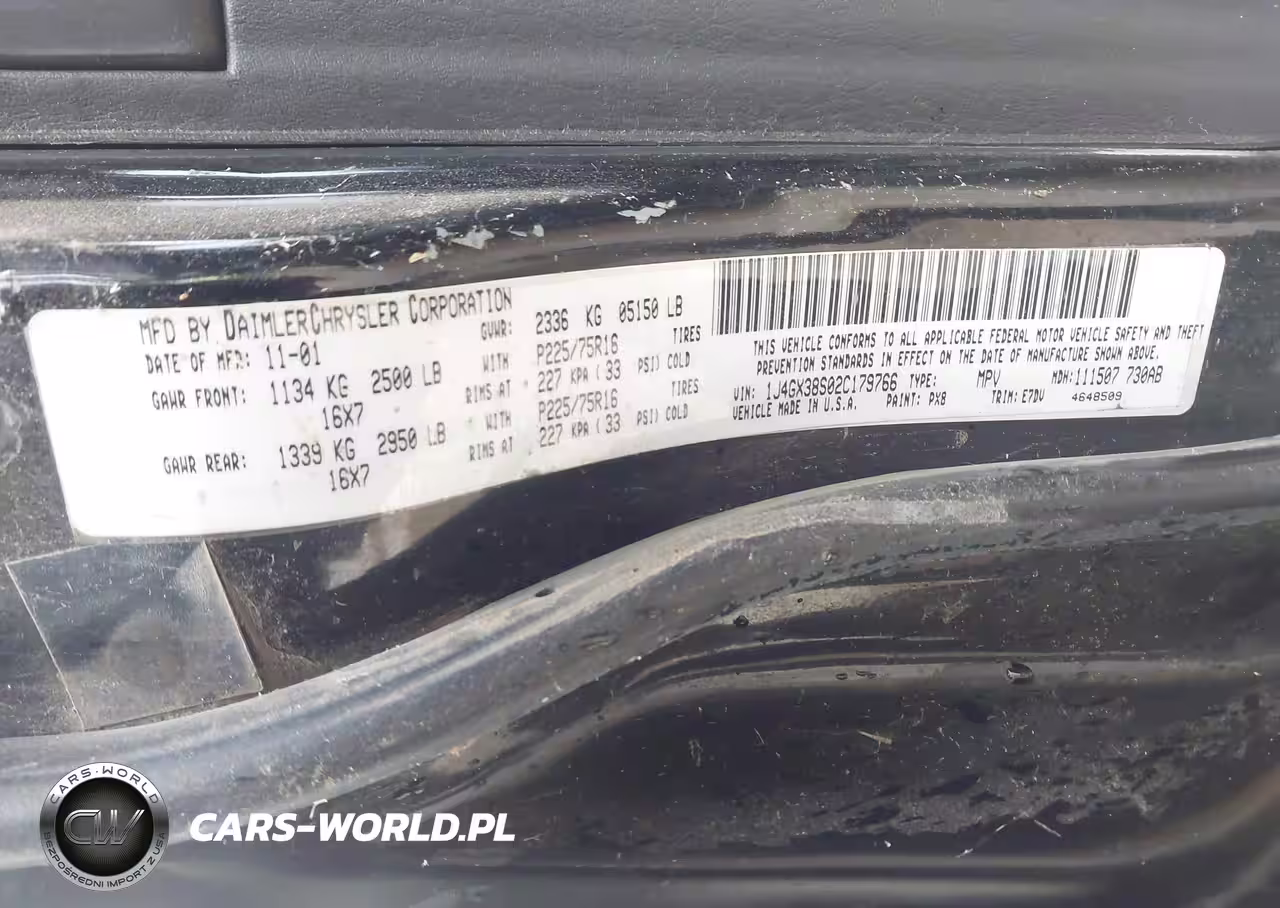 MFD BY DAIMLERCHRYSLER CORPORATION
DATE OF MFR: 11-01 GVWR: 2336 KG 05150 LB
GAWR FRONT: 1134 KG 2500 LB WITH P225/75R16 TIRES
16X7 RIMS AT 227 KPA ( 33 PSI) COLD
GAWR REAR: 1339 KG 2950 LB WITH P225/75R16 TIRES
16X7 RIMS AT 227 KPA ( 33 PSI) COLD
THIS VEHICLE CONFORMS TO ALL APPLICABLE FEDERAL MOTOR VEHICLE SAFETY AND THEFT
PREVENTION STANDARDS IN EFFECT ON THE DATE OF MANUFACTURE SHOWN ABOVE.
VIN: 1J4GX38S02C179766 TYPE: MPV MDH: 111507 730AB
VEHICLE MADE IN U.S.A. PAINT: PX8 TRIM: E7DV 4648509
CARS-WORLD
CW
BEZPOŚREDNI IMPORT Z USA
CARS-WORLD.PL